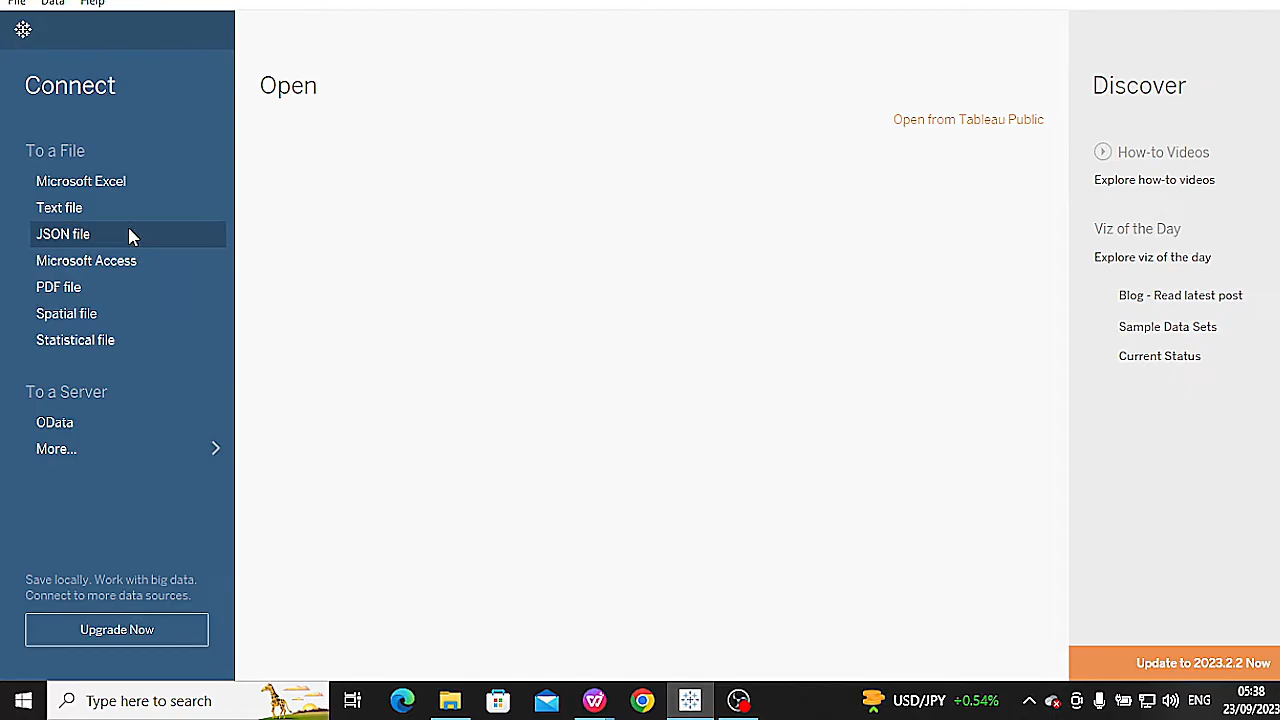 File Data Help
Connect
To a File
Microsoft Excel
Text file
JSON file
Microsoft Access
PDF file
Spatial file
Statistical file
To a Server
OData
More...
Save locally. Work with big data.
Connect to more data sources.
Upgrade Now
Open
Open from Tableau Public
Discover
How-to Videos
Explore how-to videos
Viz of the Day
Explore viz of the day
Blog - Read latest post
Sample Data Sets
Current Status
Update to 2023.2.2 Now
Type here to search
USD/JPY +0.54%
ENG
05:38
23/09/2023